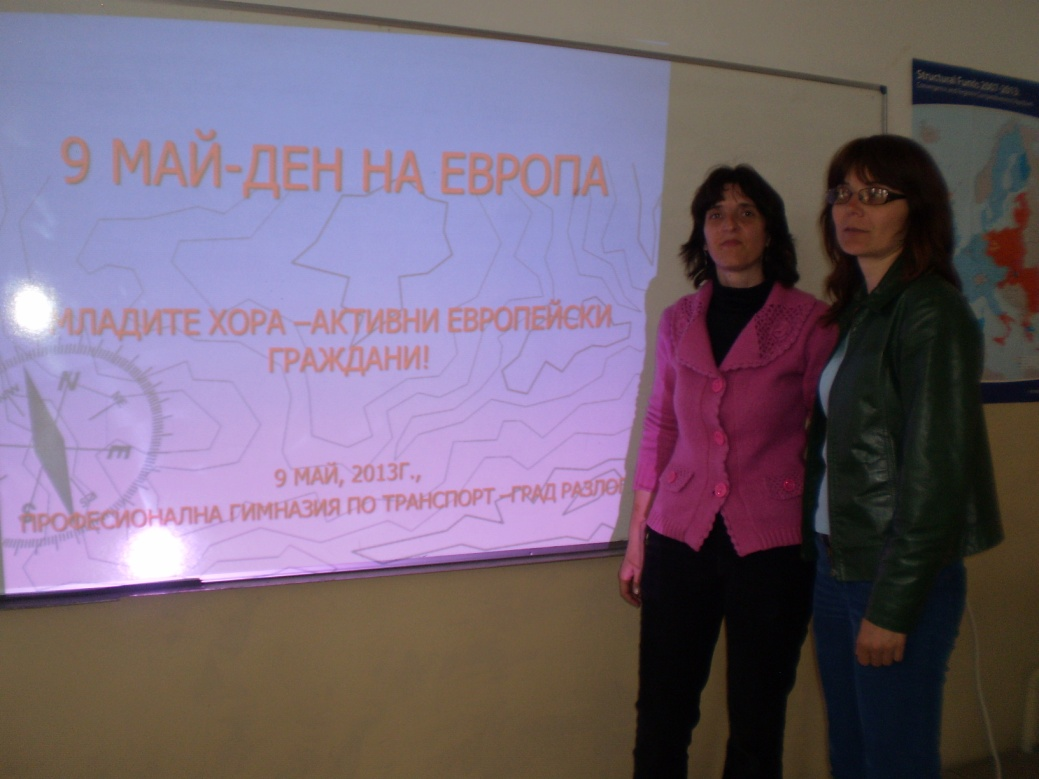 9 МАЙ-ДЕН НА ЕВРОПА
МЛАДИТЕ ХОРА –АКТИВНИ ЕВРОПЕЙСКИ
ГРАЖДАНИ!
9 МАЙ, 2013Г.,
ПРОФЕСИОНАЛНА ГИМНАЗИЯ ПО ТРАНСПОРТ –ГРАД РАЗЛОГ
N
E
S
Structural Funds 2007-2013: